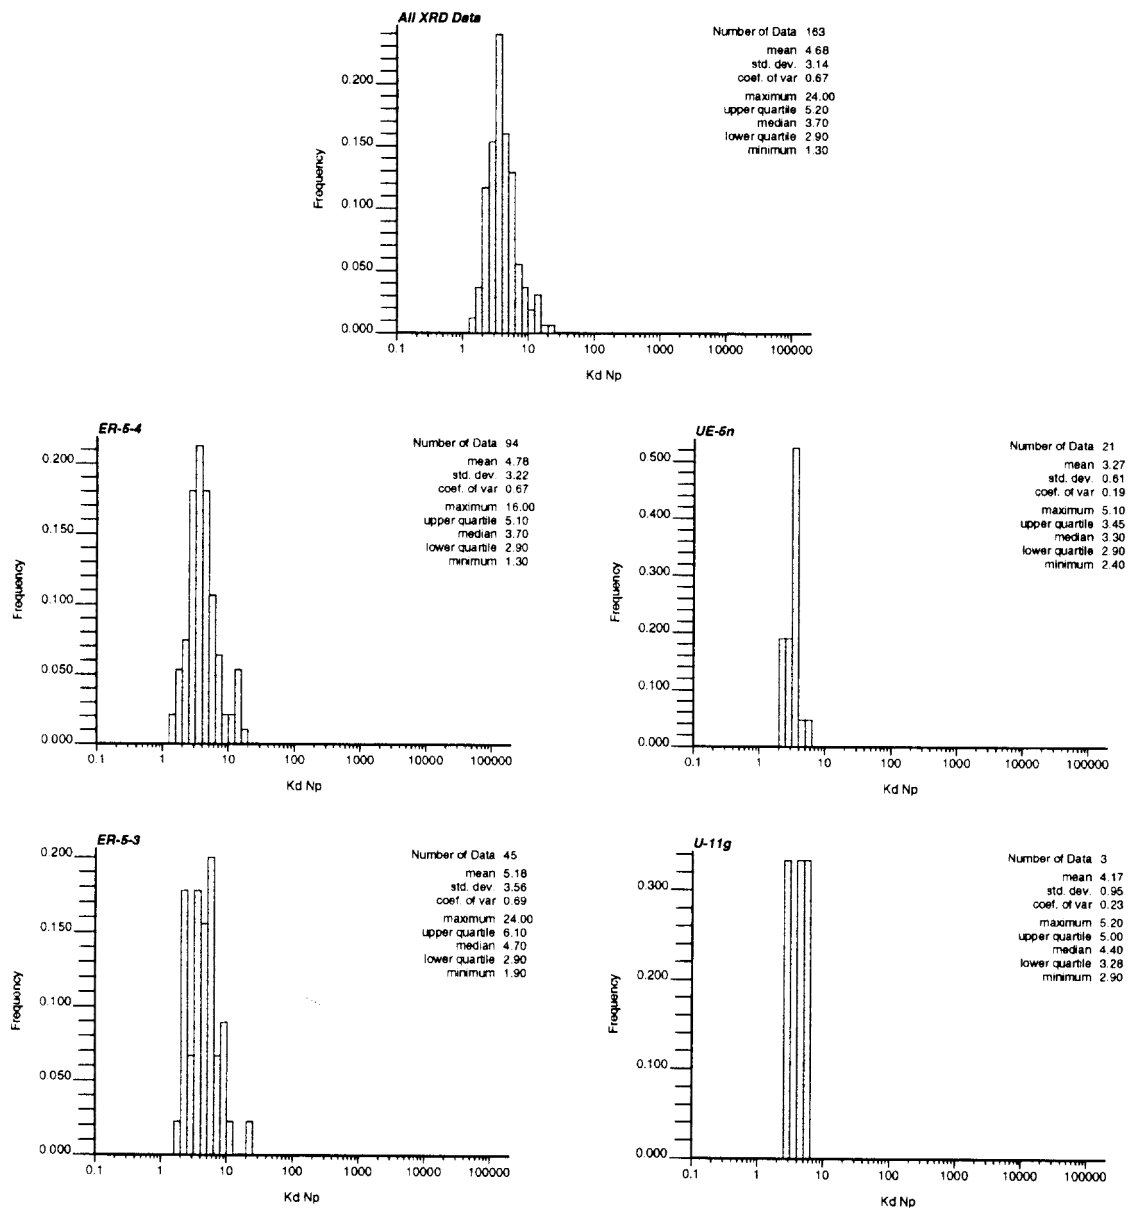 All XRD Data
Number of Data 163
mean 4.68
std. dev. 3.14
coef. of var 0.67
maximum 24.00
upper quartile 5.20
median 3.70
lower quartile 2.90
minimum 1.30
Frequency
0.200
0.150
0.100
0.050
0.000
0.1 1 10 100 1000 10000 100000
Kd Np
ER-5-4
Number of Data 94
mean 4.78
std. dev. 3.22
coef. of var 0.67
maximum 16.00
upper quartile 5.10
median 3.70
lower quartile 2.90
minimum 1.30
Frequency
0.200
0.150
0.100
0.050
0.000
0.1 1 10 100 1000 10000 100000
Kd Np
UE-5n
Number of Data 21
mean 3.27
std. dev. 0.61
coef. of var 0.19
maximum 5.10
upper quartile 3.45
median 3.30
lower quartile 2.90
minimum 2.40
Frequency
0.500
0.400
0.300
0.200
0.100
0.000
0.1 1 10 100 1000 10000 100000
Kd Np
ER-5-3
Number of Data 45
mean 5.18
std. dev. 3.56
coef. of var 0.69
maximum 24.00
upper quartile 6.10
median 4.70
lower quartile 2.90
minimum 1.90
Frequency
0.200
0.150
0.100
0.050
0.000
0.1 1 10 100 1000 10000 100000
Kd Np
U-11g
Number of Data 3
mean 4.17
std. dev. 0.95
coef. of var 0.23
maximum 5.20
upper quartile 5.00
median 4.40
lower quartile 3.28
minimum 2.90
Frequency
0.300
0.200
0.100
0.000
0.1 1 10 100 1000 10000 100000
Kd Np